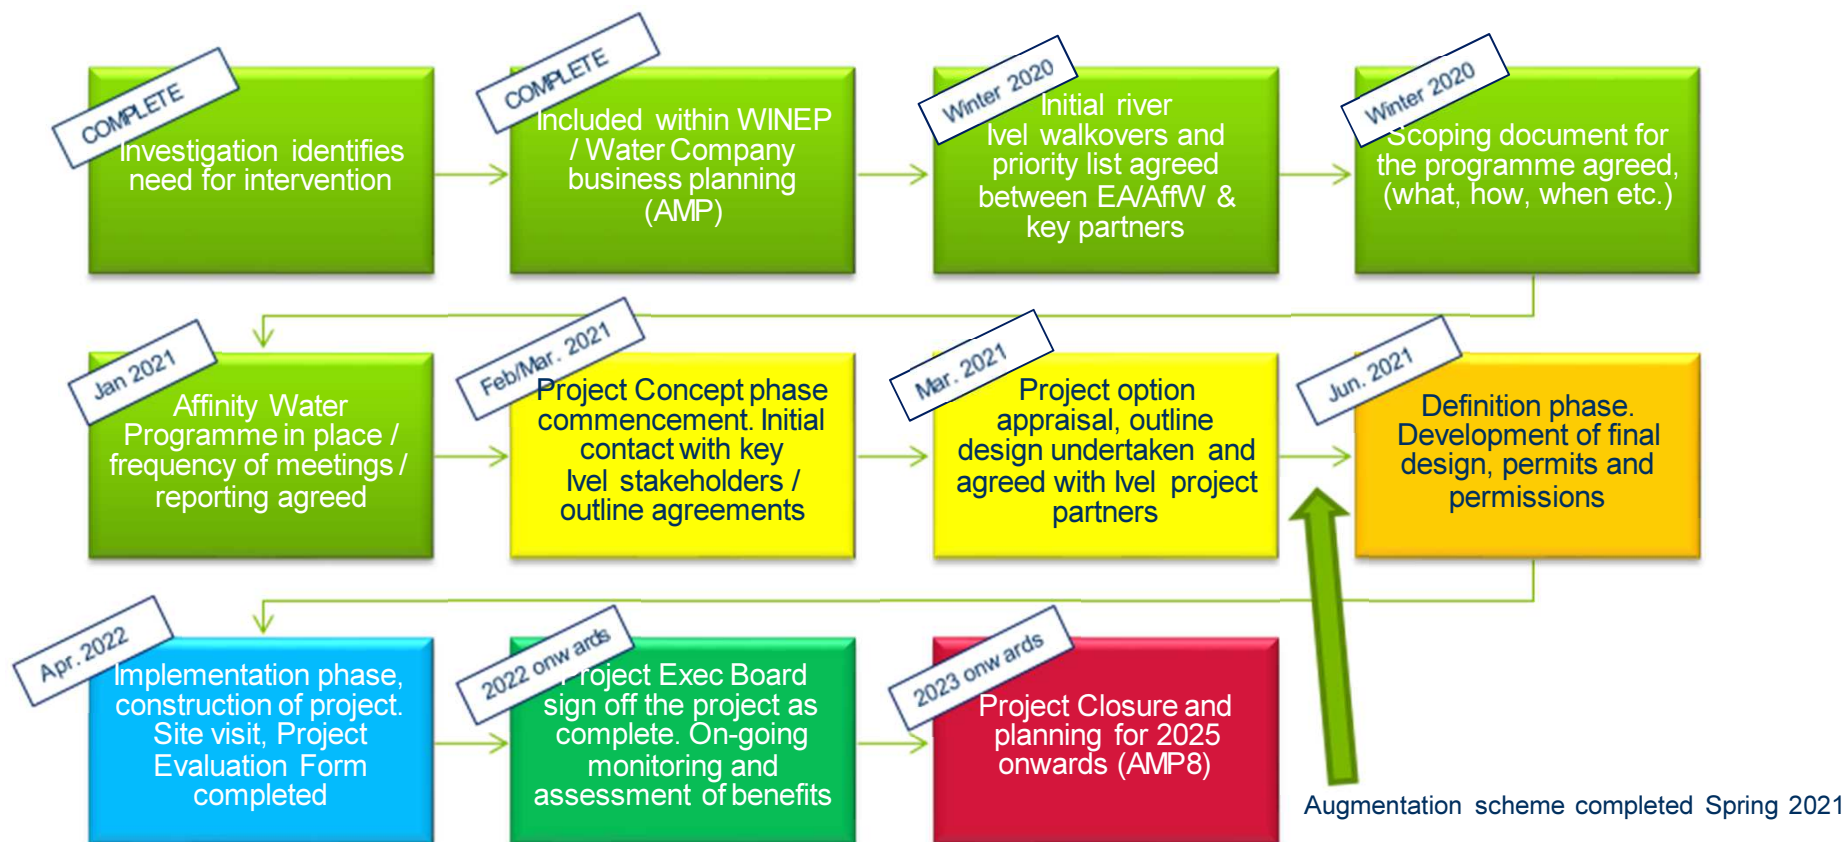 COMPLETE
Investigation identifies
need for intervention
COMPLETE
Included within WINEP
/ Water Company
business planning
(AMP)
Winter 2020
Initial river
Ivel walkovers and
priority list agreed
between EA/AffW &
key partners
Winter 2020
Scoping document for
the programme agreed,
(what, how, when etc.)
Jan 2021
Affinity Water
Programme in place /
frequency of meetings /
reporting agreed
Feb/Mar. 2021
Project Concept phase
commencement. Initial
contact with key
Ivel stakeholders /
outline agreements
Mar. 2021
Project option
appraisal, outline
design undertaken and
agreed with Ivel project
partners
Jun. 2021
Definition phase.
Development of final
design, permits and
permissions
Apr. 2022
Implementation phase,
construction of project.
Site visit, Project
Evaluation Form
completed
2022 onwards
Project Exec Board
sign off the project as
complete. On-going
monitoring and
assessment of benefits
2023 onwards
Project Closure and
planning for 2025
onwards (AMP8)
Augmentation scheme completed Spring 2021